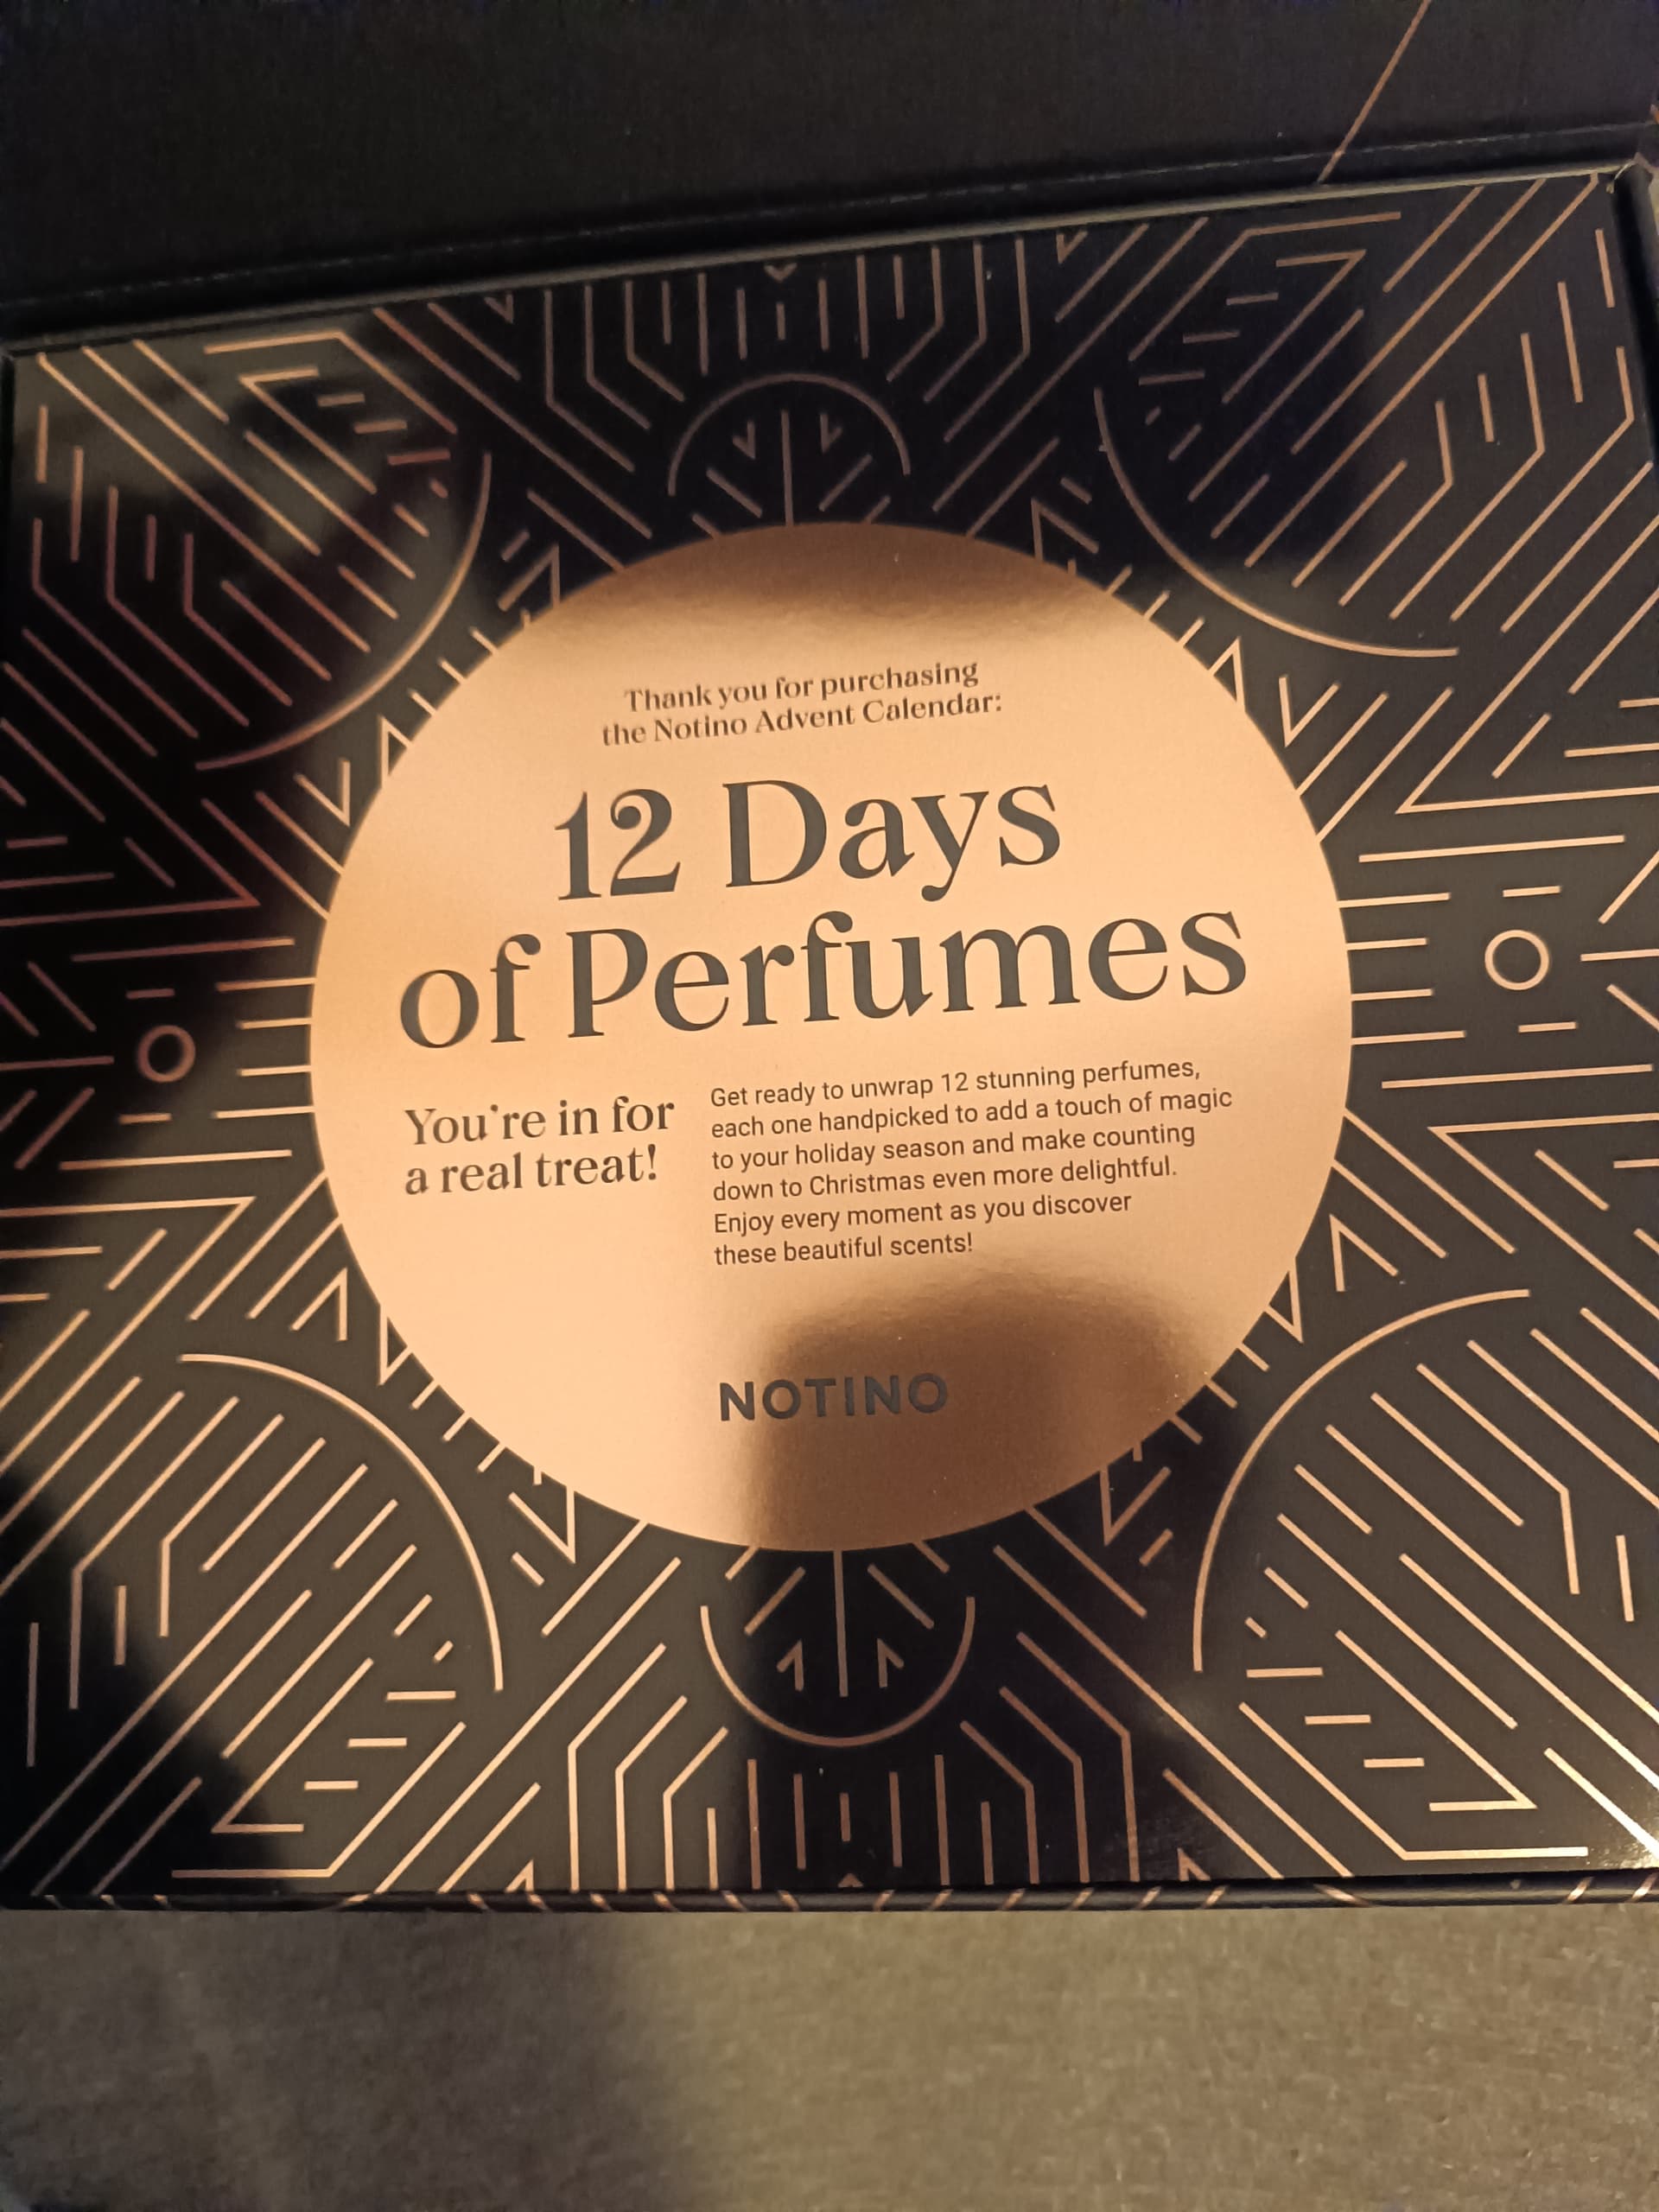 Thank you for purchasing
the Notino Advent Calendar:
12 Days
of Perfumes
You're in for
a real treat!
Get ready to unwrap 12 stunning perfumes,
each one handpicked to add a touch of magic
to your holiday season and make counting
down to Christmas even more delightful.
Enjoy every moment as you discover
these beautiful scents!
NOTINO